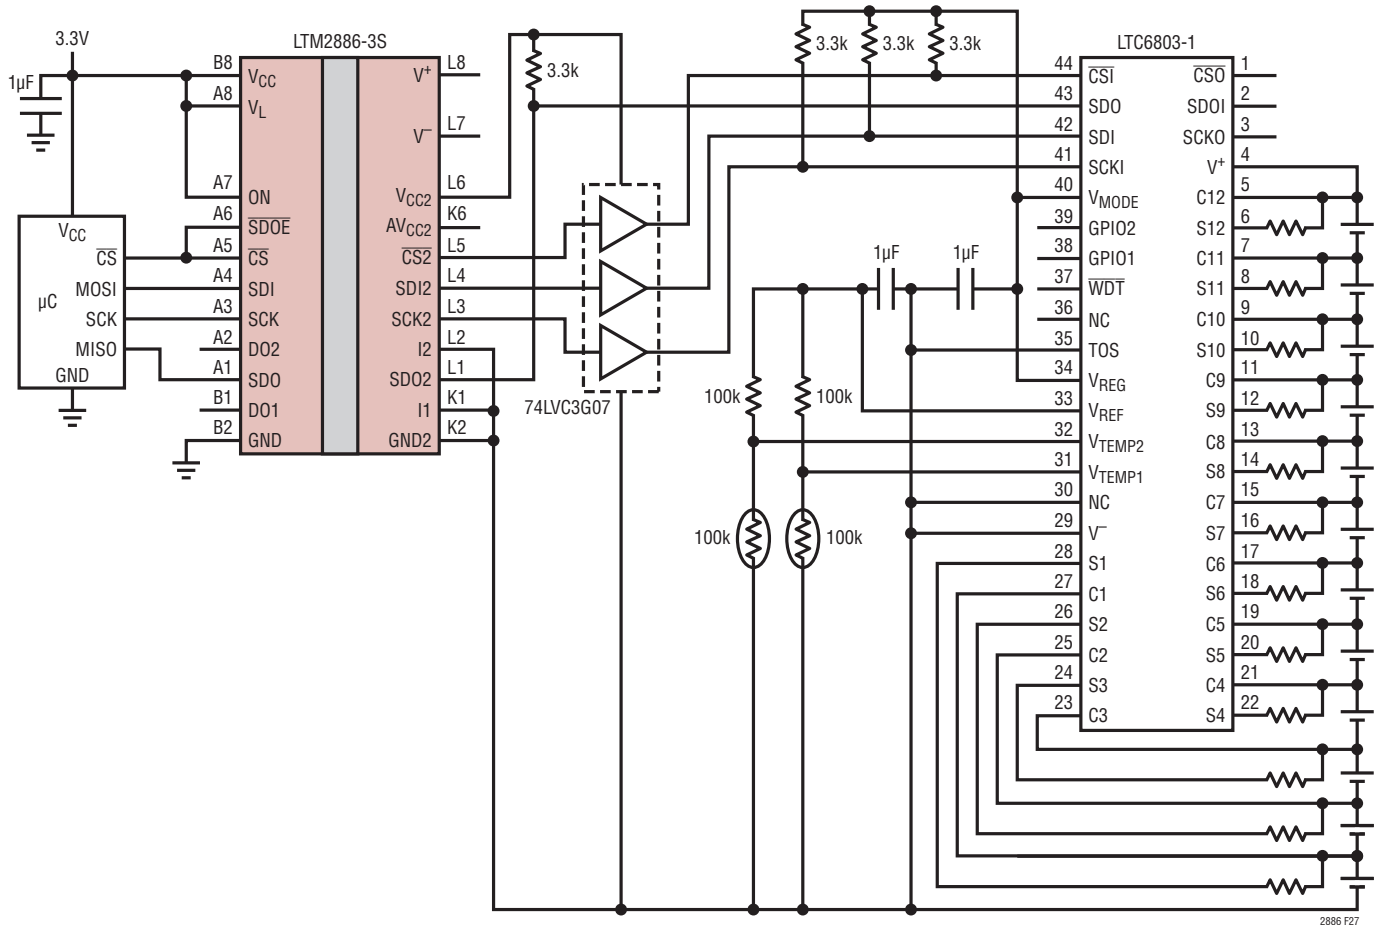 3.3V
1µF
LTM2886-3S
B8 VCC
A8 VL
A7 ON
A6 SDOE
A5 CS
A4 SDI
A3 SCK
A2 DO2
A1 SDO
B1 DO1
B2 GND
V+ L8
V– L7
VCC2 L6
AVCC2 K6
CS2 L5
SDI2 L4
SCK2 L3
I2 L2
SDO2 L1
I1 K1
GND2 K2
VCC
CS
MOSI
µC
SCK
MISO
GND
3.3k
74LVC3G07
3.3k 3.3k 3.3k
1µF 1µF
100k 100k
100k 100k
LTC6803-1
44 CSI
43 SDO
42 SDI
41 SCKI
40 VMODE
39 GPIO2
38 GPIO1
37 WDT
36 NC
35 TOS
34 VREG
33 VREF
32 VTEMP2
31 VTEMP1
30 NC
29 V–
28 S1
27 C1
26 S2
25 C2
24 S3
23 C3
CSO 1
SDOI 2
SCKO 3
V+ 4
C12 5
S12 6
C11 7
S11 8
C10 9
S10 10
C9 11
S9 12
C8 13
S8 14
C7 15
S7 16
C6 17
S6 18
C5 19
S5 20
C4 21
S4 22
2886 F27